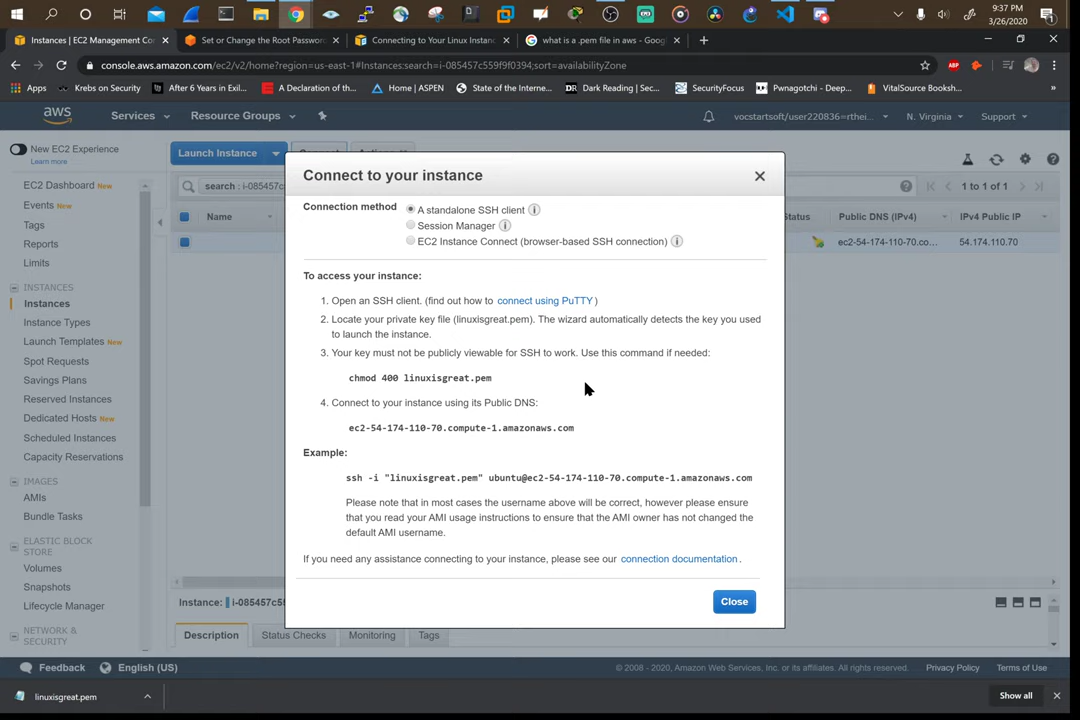 9:37 PM
3/26/2020
Instances | EC2 Management Co
Set or Change the Root Password
Connecting to Your Linux Instanc
what is a .pem file in aws - Goog
console.aws.amazon.com/ec2/v2/home?region=us-east-1#Instances:search=i-085457c559f9f0394;sort=availabilityZone
ABP
Apps
Krebs on Security
After 6 Years in Exil...
A Declaration of th...
Home | ASPEN
State of the Interne...
DR Dark Reading | Sec...
SecurityFocus
Pwnagotchi - Deep...
VitalSource Booksh...
aws
Services
Resource Groups
vocstartsoft/user220836=rthei...
N. Virginia
Support
New EC2 Experience
Learn more
Launch Instance
Connect
Actions
EC2 Dashboard New
Events New
Tags
Reports
Limits
INSTANCES
Instances
Instance Types
Launch Templates New
Spot Requests
Savings Plans
Reserved Instances
Dedicated Hosts New
Scheduled Instances
Capacity Reservations
IMAGES
AMIs
Bundle Tasks
ELASTIC BLOCK
STORE
Volumes
Snapshots
Lifecycle Manager
NETWORK &
SECURITY
search : i-085457c5
1 to 1 of 1
Name
Status
Public DNS (IPv4)
IPv4 Public IP
ec2-54-174-110-70.co...
54.174.110.70
Connect to your instance
Connection method
A standalone SSH client
Session Manager
EC2 Instance Connect (browser-based SSH connection)
To access your instance:
1. Open an SSH client. (find out how to connect using PuTTY )
2. Locate your private key file (linuxisgreat.pem). The wizard automatically detects the key you used
to launch the instance.
3. Your key must not be publicly viewable for SSH to work. Use this command if needed:
chmod 400 linuxisgreat.pem
4. Connect to your instance using its Public DNS:
ec2-54-174-110-70.compute-1.amazonaws.com
Example:
ssh -i "linuxisgreat.pem" ubuntu@ec2-54-174-110-70.compute-1.amazonaws.com
Please note that in most cases the username above will be correct, however please ensure
that you read your AMI usage instructions to ensure that the AMI owner has not changed the
default AMI username.
If you need any assistance connecting to your instance, please see our connection documentation .
Close
Instance: i-085457c55
Description
Status Checks
Monitoring
Tags
Feedback
English (US)
© 2008 - 2020, Amazon Web Services, Inc. or its affiliates. All rights reserved.
Privacy Policy
Terms of Use
linuxisgreat.pem
Show all